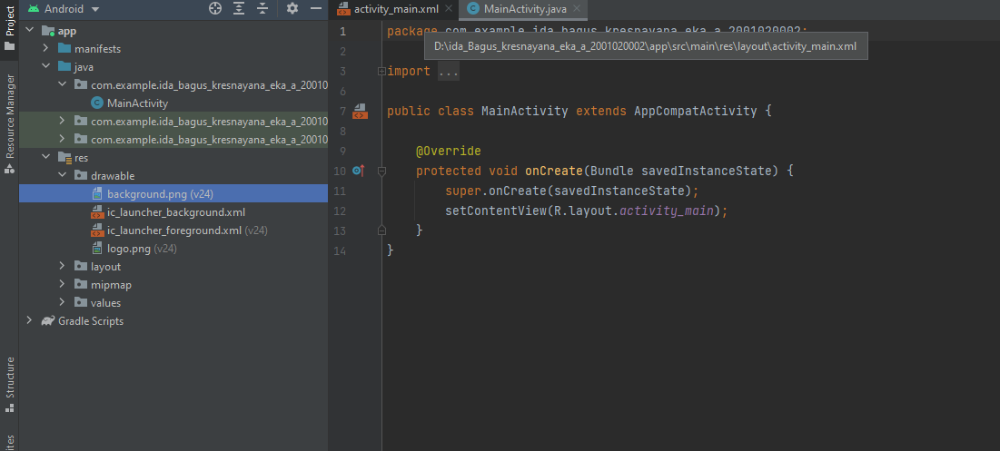 Project
Resource Manager
Structure
ites
Android
app
manifests
java
com.example.ida_bagus_kresnayana_eka_a_20010
MainActivity
com.example.ida_bagus_kresnayana_eka_a_20010
com.example.ida_bagus_kresnayana_eka_a_20010
res
drawable
background.png (v24)
ic_launcher_background.xml
ic_launcher_foreground.xml (v24)
logo.png (v24)
layout
mipmap
values
Gradle Scripts
activity_main.xml
MainActivity.java
1 package com.example.ida_bagus_kresnayana_eka_a_2001020002;
D:\ida_Bagus_kresnayana_eka_a_2001020002\app\src\main\res\layout\activity_main.xml
2
3 import ...
6
7 public class MainActivity extends AppCompatActivity {
8
9 @Override
10 protected void onCreate(Bundle savedInstanceState) {
11 super.onCreate(savedInstanceState);
12 setContentView(R.layout.activity_main);
13 }
14 }